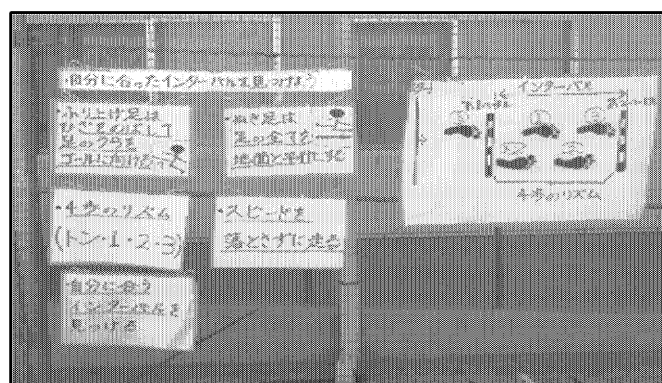 自分に合ったインターバルを見つけよう
・ふり上げ足は
ひざをのばして
足のうらを
ゴールに向ける
・ぬき足は
足の全てを
地面と平行にする
・4歩のリズム
(トン・1・2・3)
・スピードを
落とさずに走る
・自分に合う
インターバルを
見つける
インターバル
4歩のリズム